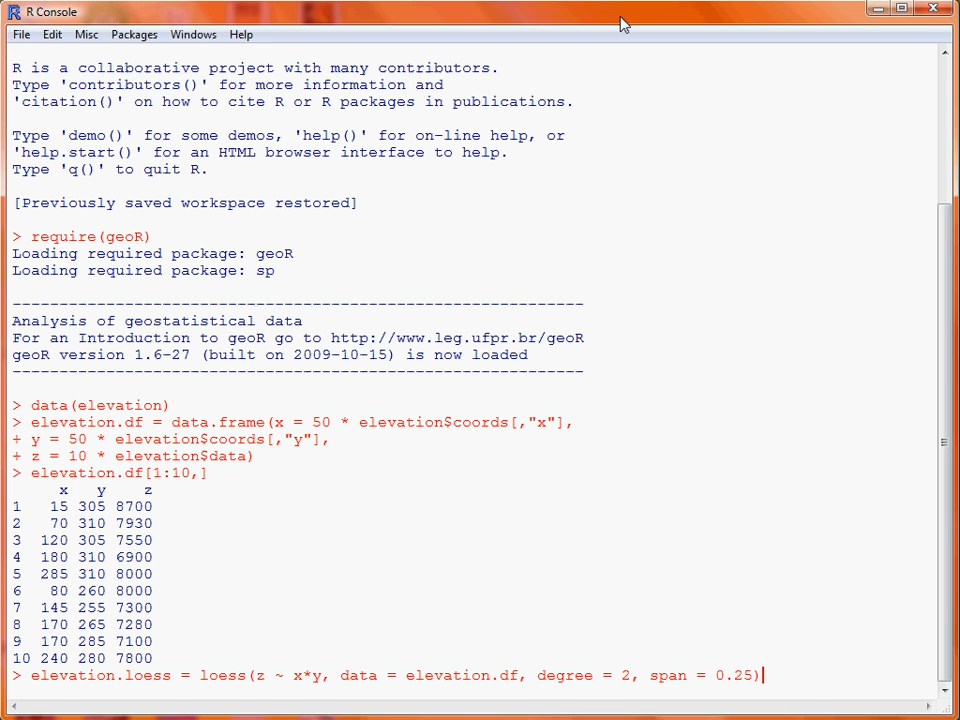 R Console
File Edit Misc Packages Windows Help
R is a collaborative project with many contributors.
Type 'contributors()' for more information and
'citation()' on how to cite R or R packages in publications.
Type 'demo()' for some demos, 'help()' for on-line help, or
'help.start()' for an HTML browser interface to help.
Type 'q()' to quit R.
[Previously saved workspace restored]
> require(geoR)
Loading required package: geoR
Loading required package: sp
-------------------------------------------------------------
Analysis of geostatistical data
For an Introduction to geoR go to http://www.leg.ufpr.br/geoR
geoR version 1.6-27 (built on 2009-10-15) is now loaded
-------------------------------------------------------------
> data(elevation)
> elevation.df = data.frame(x = 50 * elevation$coords[,"x"],
+ y = 50 * elevation$coords[,"y"],
+ z = 10 * elevation$data)
> elevation.df[1:10,]
x y z
1 15 305 8700
2 70 310 7930
3 120 305 7550
4 180 310 6900
5 285 310 8000
6 80 260 8000
7 145 255 7300
8 170 265 7280
9 170 285 7100
10 240 280 7800
> elevation.loess = loess(z ~ x*y, data = elevation.df, degree = 2, span = 0.25)